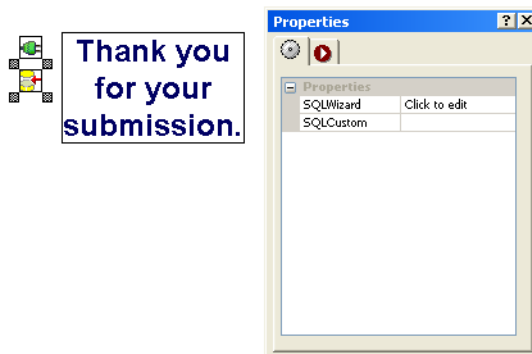 Thank you
for your
submission.
Properties
Properties
SQLWizard Click to edit
SQLCustom